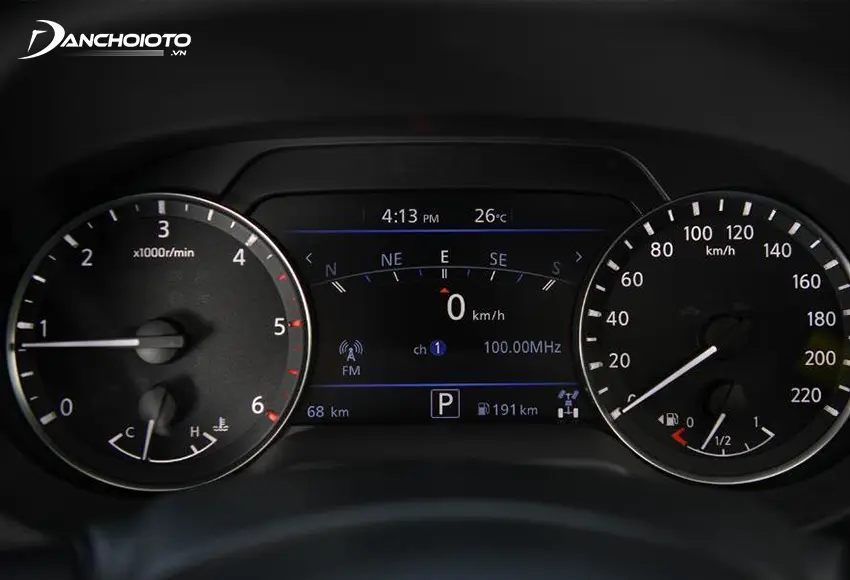 DANCHOIOTO
.VN
4:13 PM 26°C
< N NE E SE S >
0 km/h
FM ch 1 100.00MHz
68 km P 191 km
0 1 2 3 4 5 6
x1000r/min
C H
0 20 40 60 80 100 120 140 160 180 200 220
km/h
0 1/2 1